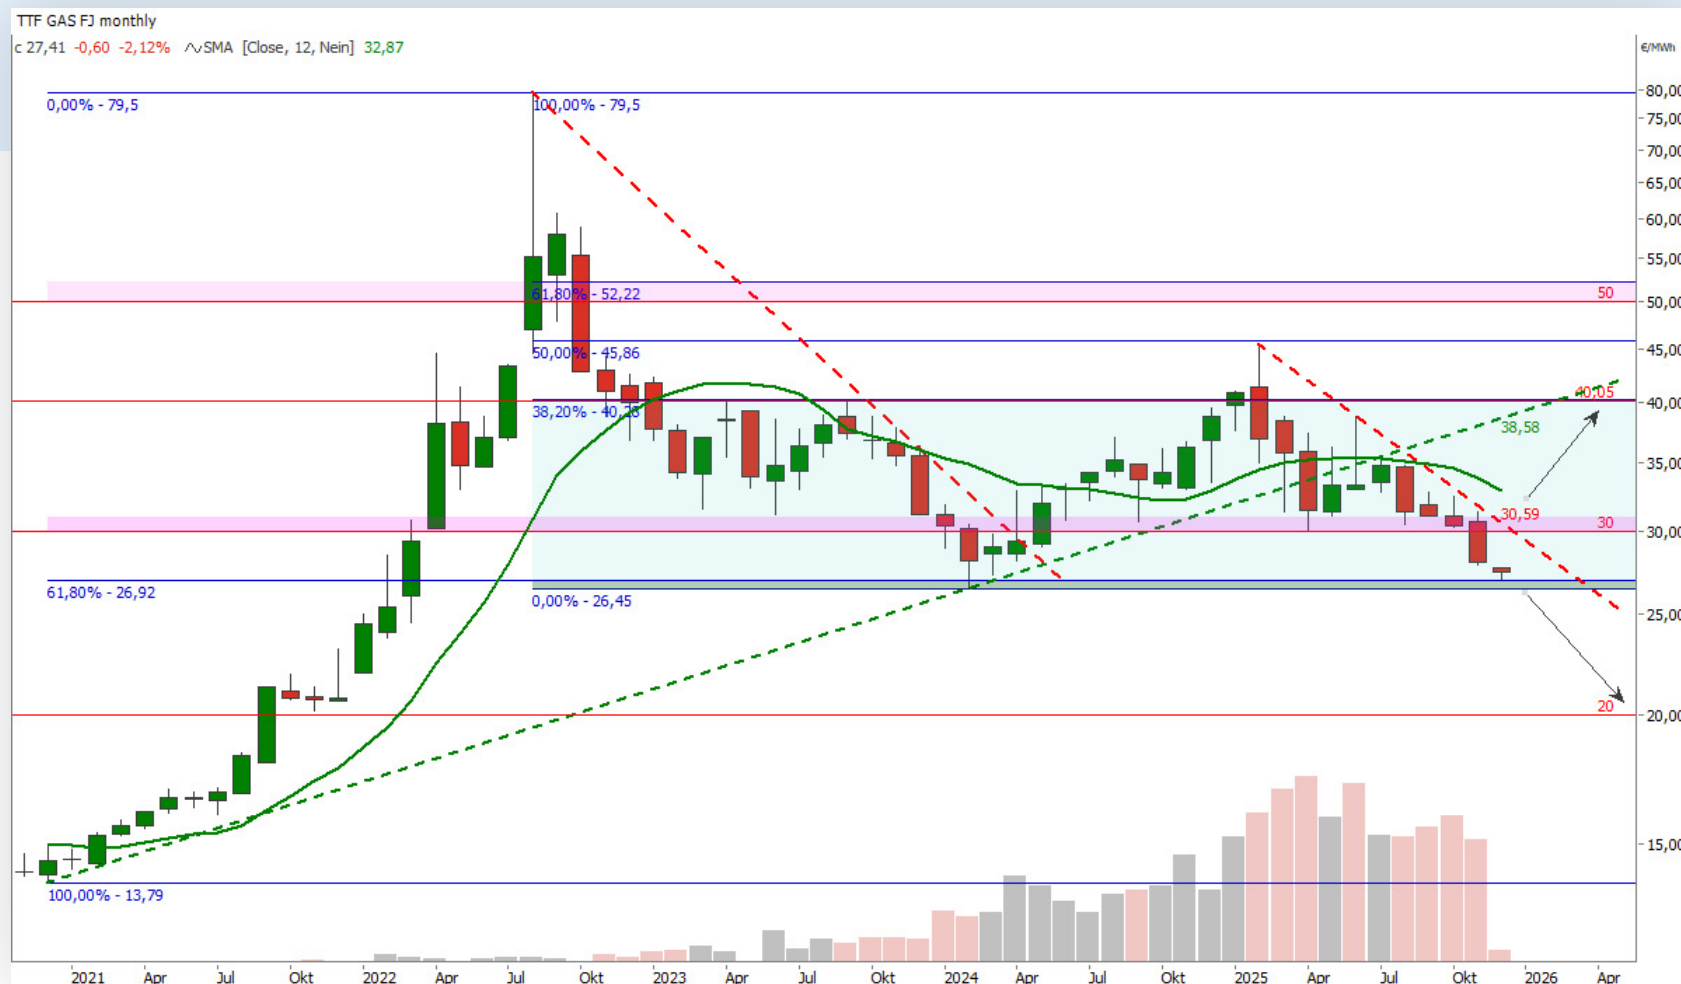 TTF GAS FJ monthly
c 27,41 -0,60 -2,12% SMA [Close, 12, Nein] 32,87
€/MWh
0,00% - 79,5
100,00% - 79,5
80,00
75,00
70,00
65,00
60,00
55,00
61,80% - 52,22
50
50,00
50,00% - 45,86
45,00
38,20% - 40,26
40,05
40,00
38,58
35,00
30,59
30
30,00
61,80% - 26,92
0,00% - 26,45
25,00
20
20,00
15,00
100,00% - 13,79
2021 Apr Jul Okt 2022 Apr Jul Okt 2023 Apr Jul Okt 2024 Apr Jul Okt 2025 Apr Jul Okt 2026 Apr